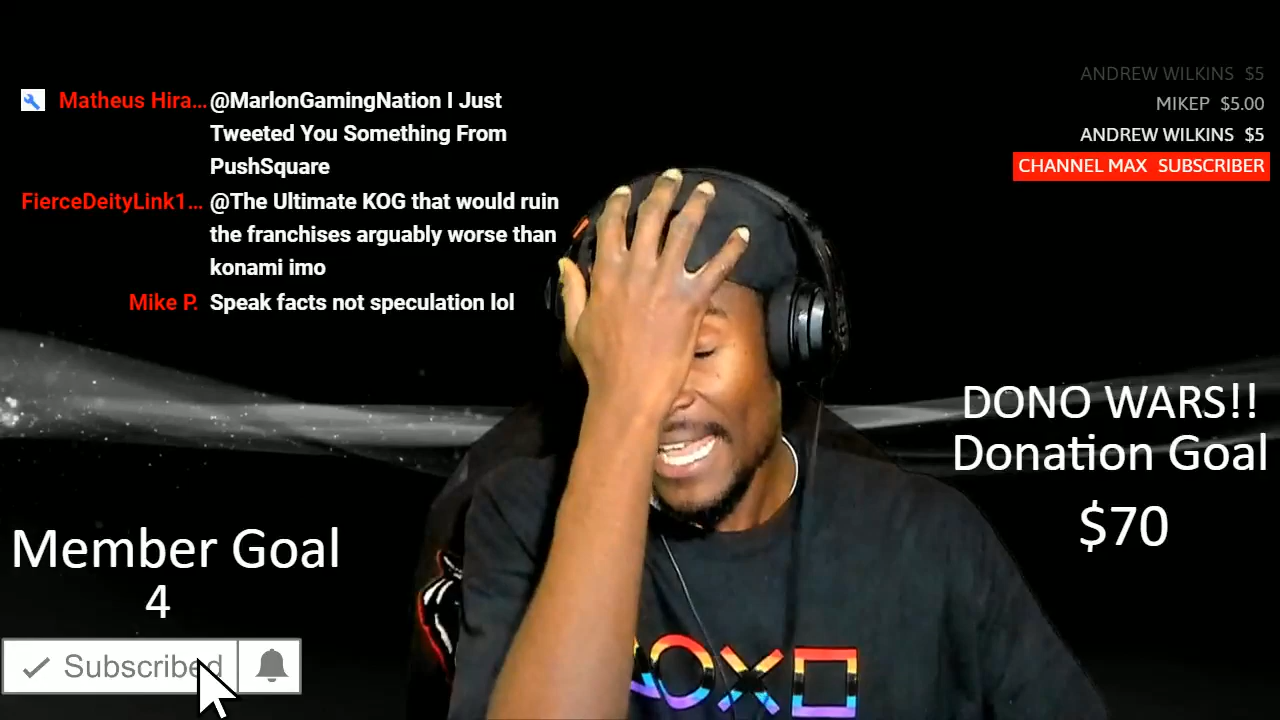 Matheus Hira... @MarlonGamingNation I Just
Tweeted You Something From
PushSquare
FierceDeityLink1... @The Ultimate KOG that would ruin
the franchises arguably worse than
konami imo
Mike P. Speak facts not speculation lol
ANDREW WILKINS $5
MIKEP $5.00
ANDREW WILKINS $5
CHANNEL MAX SUBSCRIBER
DONO WARS!!
Donation Goal
$70
Member Goal
4
Subscribed